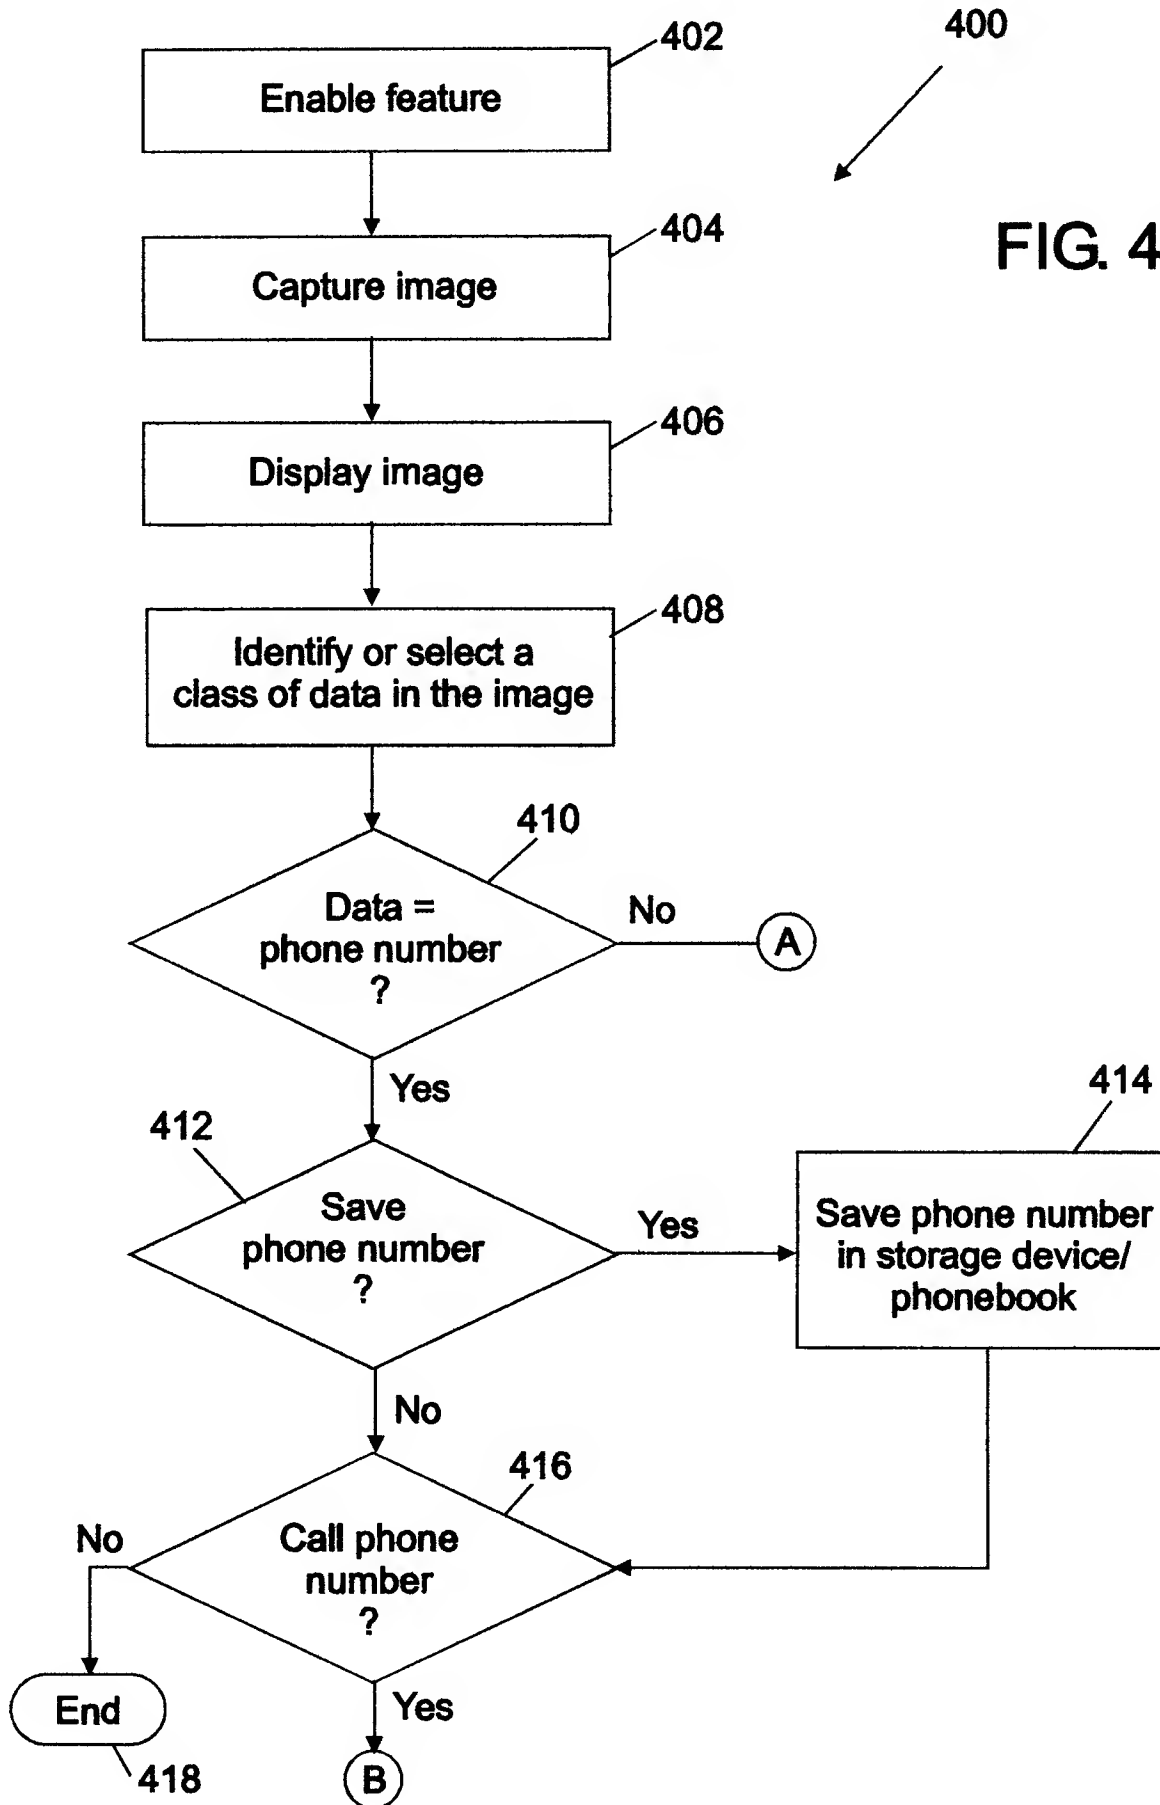 402
400
Enable feature
404
FIG. 4
Capture image
406
Display image
408
Identify or select a
class of data in the image
410
Data =
phone number
?
No
A
Yes
412
414
Save
phone number
?
Yes
Save phone number
in storage device/
phonebook
No
416
No
Call phone
number
?
End
Yes
418
B